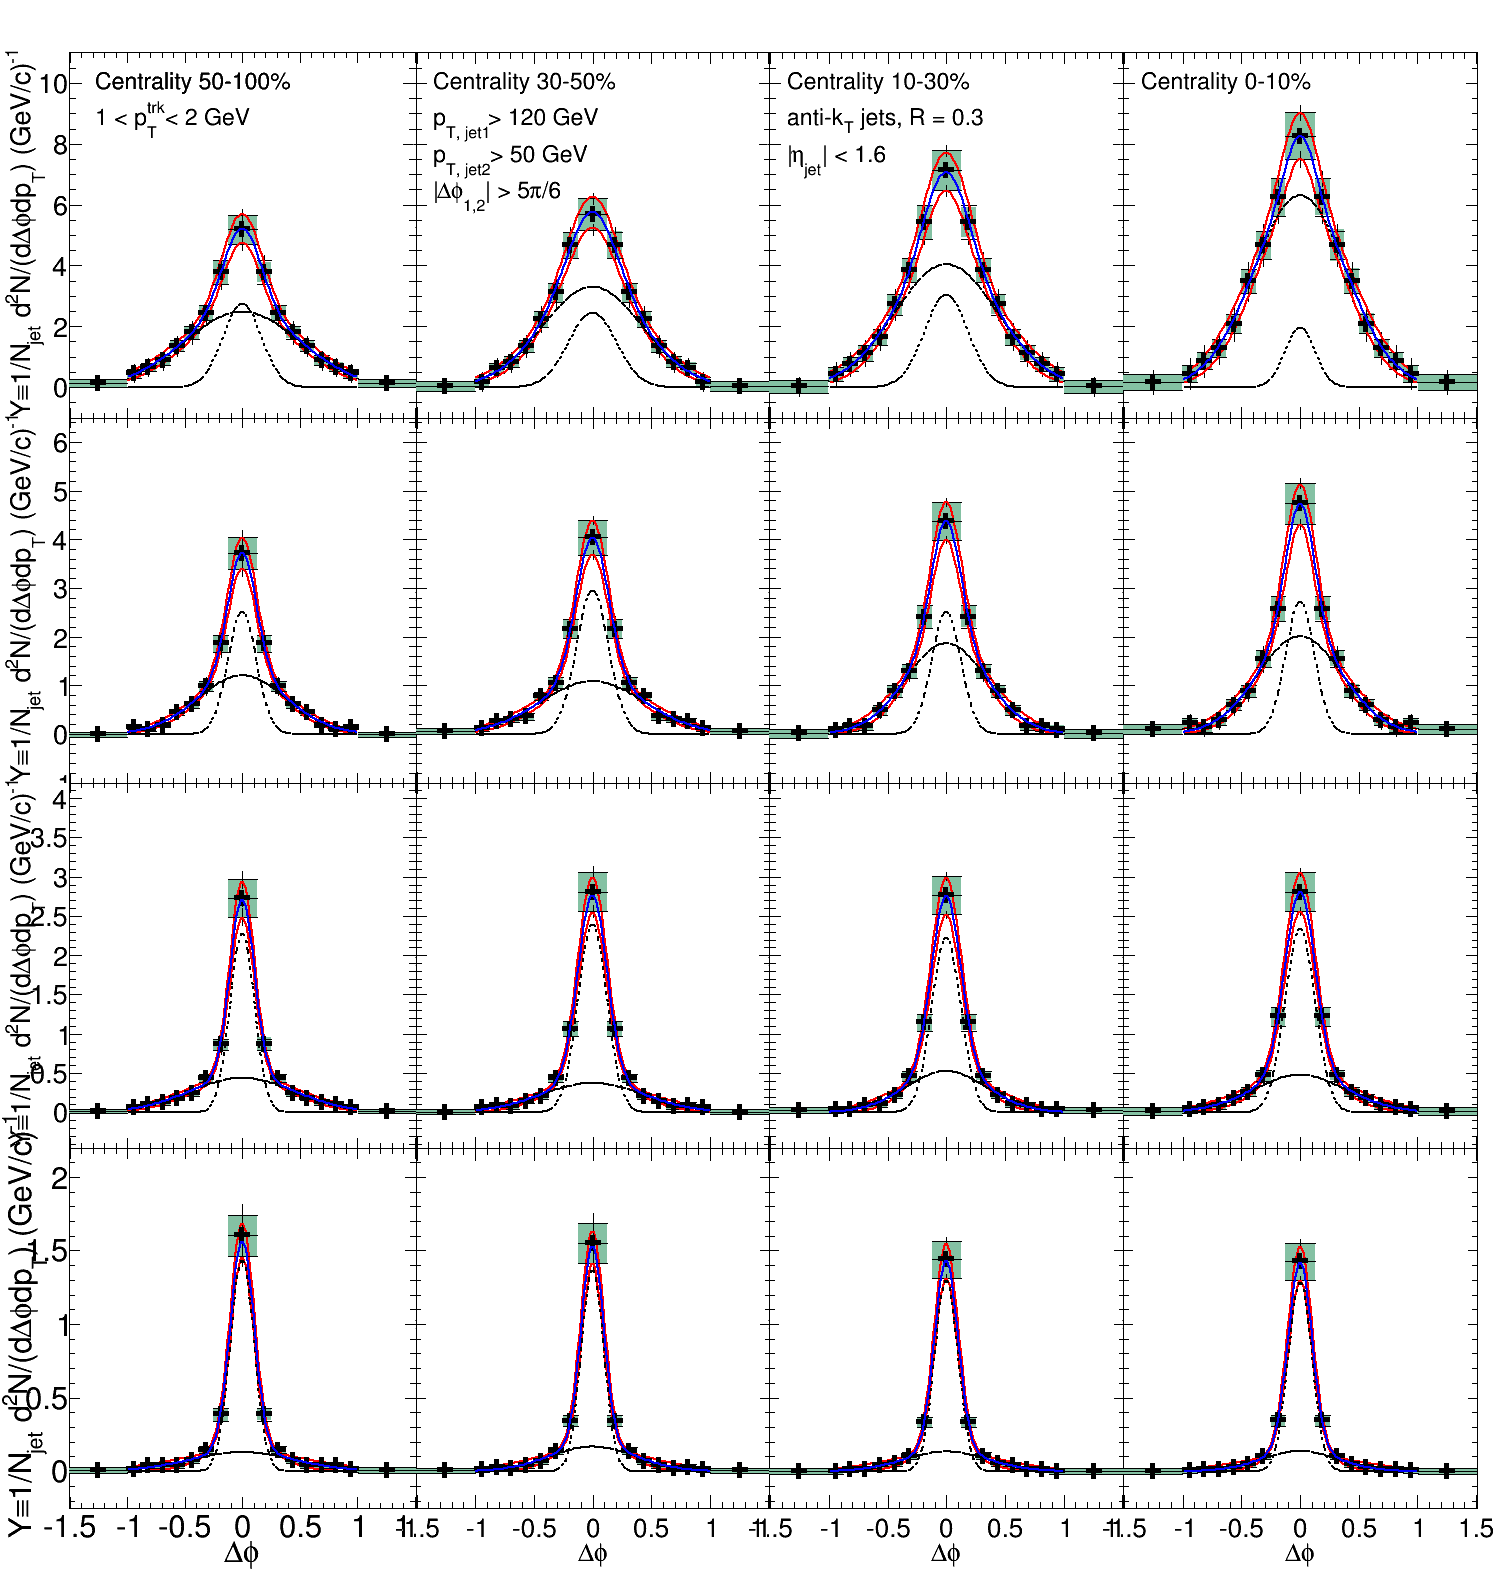 Centrality 50-100%
1 < p_T^trk < 2 GeV
Centrality 30-50%
p_T, jet1 > 120 GeV
p_T, jet2 > 50 GeV
|Δϕ_1,2| > 5π/6
Centrality 10-30%
anti-k_T jets, R = 0.3
|η_jet| < 1.6
Centrality 0-10%
Y≡1/N_jet d²N/(dΔϕdp_T) (GeV/c)⁻¹
10
8
6
4
2
0
Y≡1/N_jet d²N/(dΔϕdp_T) (GeV/c)⁻¹
6
5
4
3
2
1
0
Y≡1/N_jet d²N/(dΔϕdp_T) (GeV/c)⁻¹
4
3.5
3
2.5
2
1.5
1
0.5
0
Y≡1/N_jet d²N/(dΔϕdp_T) (GeV/c)⁻¹
2
1.5
1
0.5
0
-1.5 -1 -0.5 0 0.5 1
-1 -0.5 0 0.5 1
-1 -0.5 0 0.5 1
-1.5 -1 -0.5 0 0.5 1 1.5
Δϕ Δϕ Δϕ Δϕ